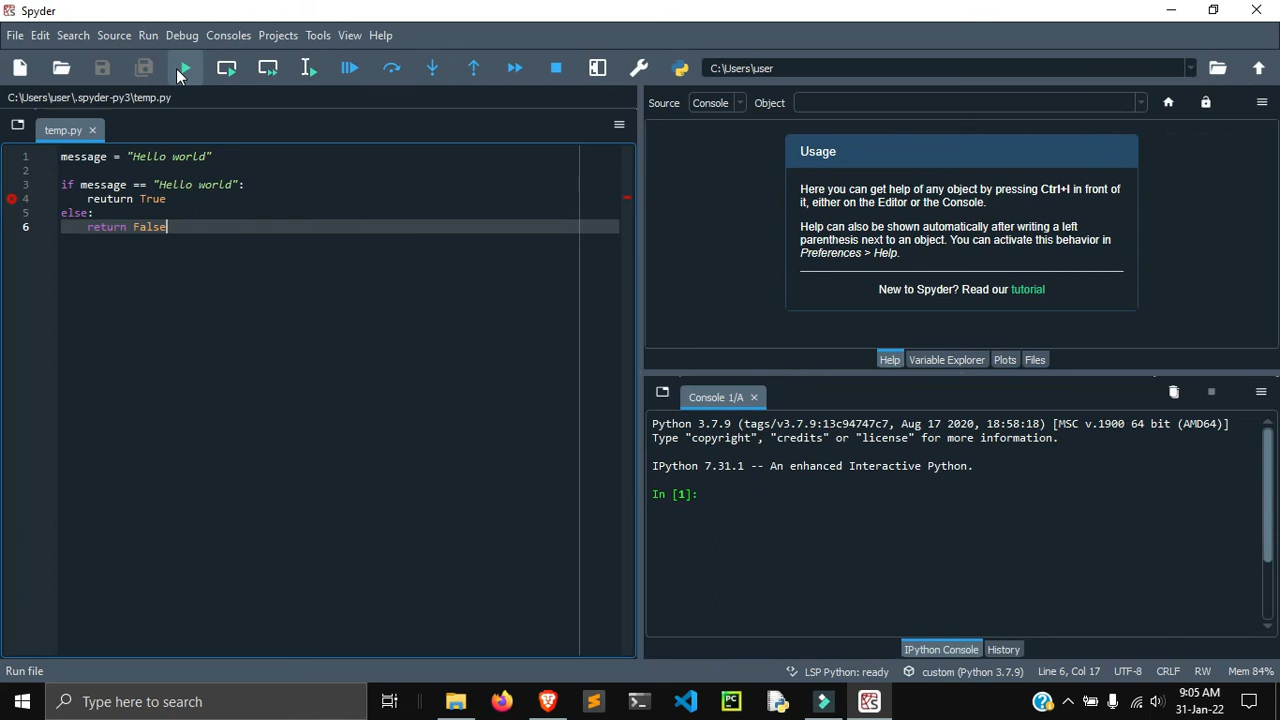 Spyder
File Edit Search Source Run Debug Consoles Projects Tools View Help
C:\Users\user
C:\Users\user\.spyder-py3\temp.py
temp.py
1 message = "Hello world"
2
3 if message == "Hello world":
4 reuturn True
5 else:
6 return False
Source Console Object
Usage
Here you can get help of any object by pressing Ctrl+I in front of
it, either on the Editor or the Console.
Help can also be shown automatically after writing a left
parenthesis next to an object. You can activate this behavior in
Preferences > Help.
New to Spyder? Read our tutorial
Help Variable Explorer Plots Files
Console 1/A
Python 3.7.9 (tags/v3.7.9:13c94747c7, Aug 17 2020, 18:58:18) [MSC v.1900 64 bit (AMD64)]
Type "copyright", "credits" or "license" for more information.
IPython 7.31.1 -- An enhanced Interactive Python.
In [1]:
IPython Console History
Run file
LSP Python: ready custom (Python 3.7.9) Line 6, Col 17 UTF-8 CRLF RW Mem 84%
Type here to search
9:05 AM
31-Jan-22